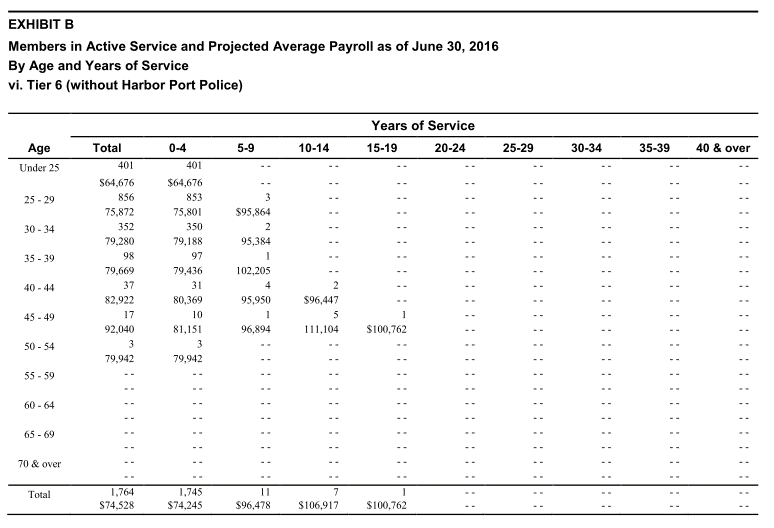 EXHIBIT B
Members in Active Service and Projected Average Payroll as of June 30, 2016
By Age and Years of Service
vi. Tier 6 (without Harbor Port Police)
Years of Service
Age Total 0-4 5-9 10-14 15-19 20-24 25-29 30-34 35-39 40 & over
Under 25 401 401 - - - - - - - - - - - - - - - -
$64,676 $64,676 - - - - - - - - - - - - - - - -
25 - 29 856 853 3 - - - - - - - - - - - - - -
75,872 75,801 $95,864 - - - - - - - - - - - - - -
30 - 34 352 350 2 - - - - - - - - - - - - - -
79,280 79,188 95,384 - - - - - - - - - - - - - -
35 - 39 98 97 1 - - - - - - - - - - - - - -
79,669 79,436 102,205 - - - - - - - - - - - - - -
40 - 44 37 31 4 2 - - - - - - - - - - - -
82,922 80,369 95,950 $96,447 - - - - - - - - - - - -
45 - 49 17 10 1 5 1 - - - - - - - - - -
92,040 81,151 96,894 111,104 $100,762 - - - - - - - - - -
50 - 54 3 3 - - - - - - - - - - - - - - - -
79,942 79,942 - - - - - - - - - - - - - - - -
55 - 59 - - - - - - - - - - - - - - - - - - - -
- - - - - - - - - - - - - - - - - - - -
60 - 64 - - - - - - - - - - - - - - - - - - - -
- - - - - - - - - - - - - - - - - - - -
65 - 69 - - - - - - - - - - - - - - - - - - - -
- - - - - - - - - - - - - - - - - - - -
70 & over - - - - - - - - - - - - - - - - - - - -
- - - - - - - - - - - - - - - - - - - -
Total 1,764 1,745 11 7 1 - - - - - - - - - -
$74,528 $74,245 $96,478 $106,917 $100,762 - - - - - - - - - -